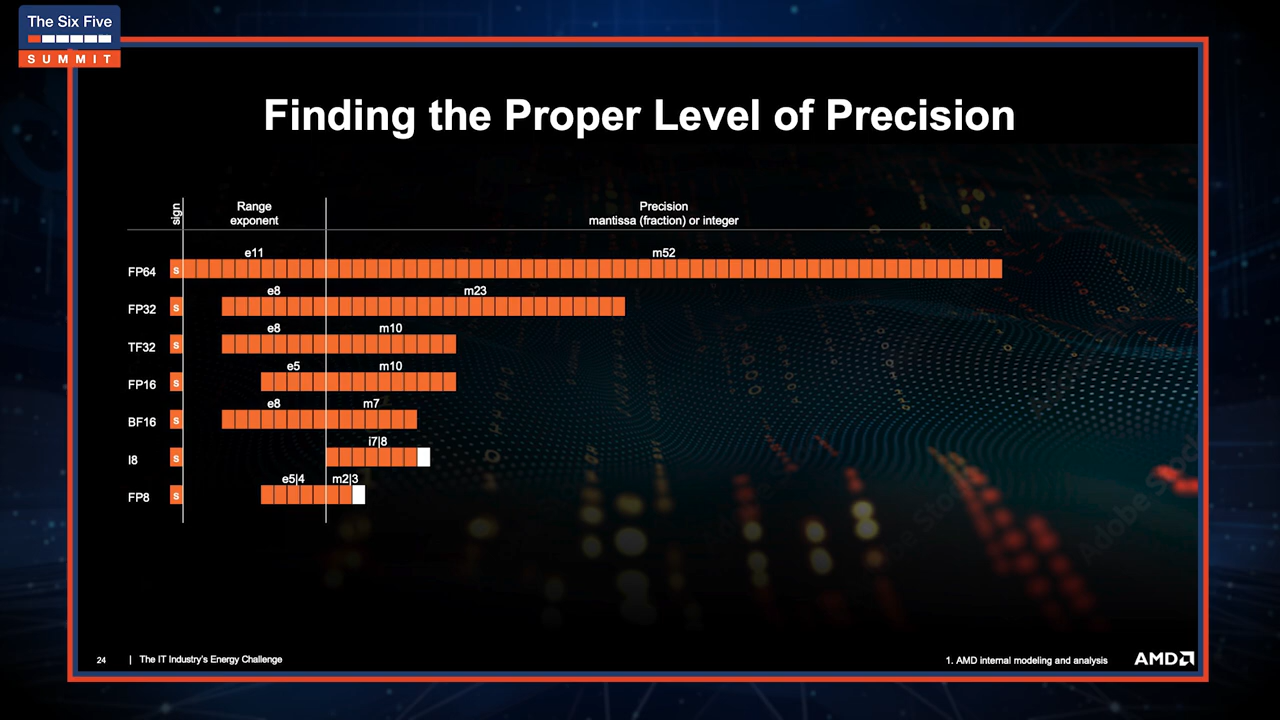 The Six Five
SUMMIT
Finding the Proper Level of Precision
sign
Range
exponent
Precision
mantissa (fraction) or integer
e11 m52
FP64 s
e8 m23
FP32 s
e8 m10
TF32 s
e5 m10
FP16 s
e8 m7
BF16 s
i7|8
I8 s
e5|4 m2|3
FP8 s
Adobe Stock
24 | The IT Industry's Energy Challenge
1. AMD internal modeling and analysis
AMD